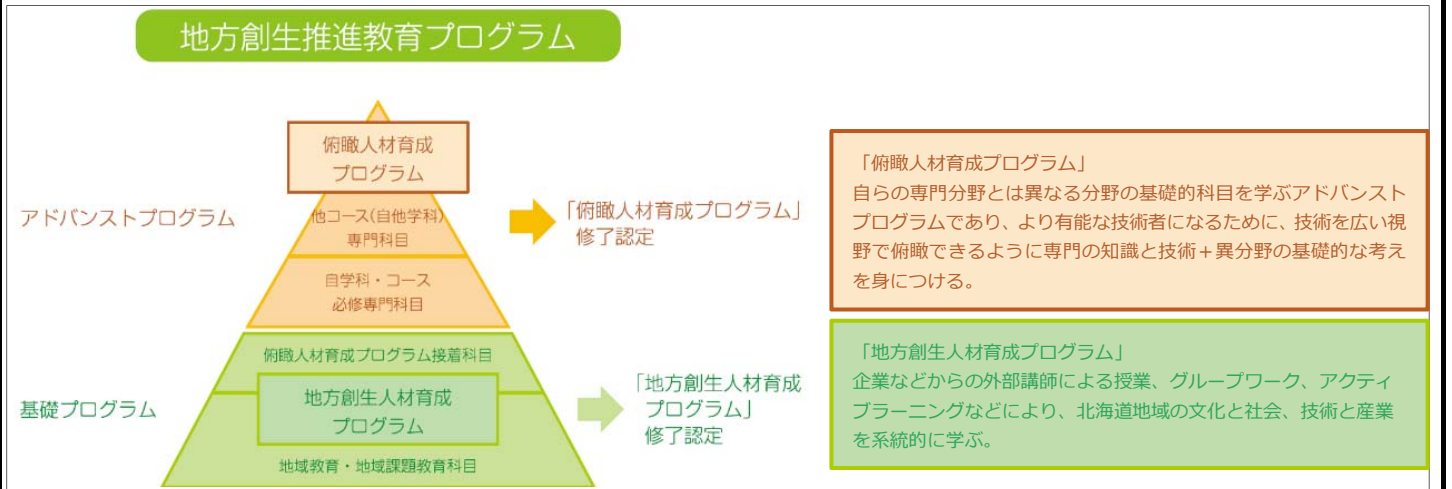 地方創生推進教育プログラム
俯瞰人材育成
プログラム
アドバンストプログラム
他コース(自他学科)
専門科目
自学科・コース
必修専門科目
「俯瞰人材育成プログラム」
修了認定
「俯瞰人材育成プログラム」
自らの専門分野とは異なる分野の基礎的科目を学ぶアドバンスト
プログラムであり、より有能な技術者になるために、技術を広い視
野で俯瞰できるように専門の知識と技術＋異分野の基礎的な考え
を身につける。
俯瞰人材育成プログラム接着科目
基礎プログラム
地方創生人材育成
プログラム
地域教育・地域課題教育科目
「地方創生人材育成
プログラム」
修了認定
「地方創生人材育成プログラム」
企業などからの外部講師による授業、グループワーク、アクティ
ブラーニングなどにより、北海道地域の文化と社会、技術と産業
を系統的に学ぶ。